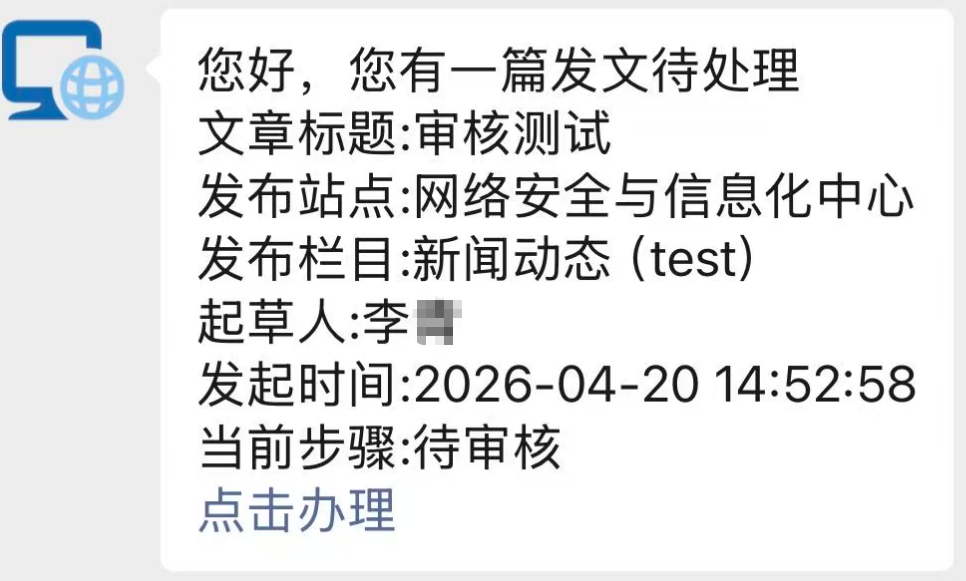 您好，您有一篇发文待处理
文章标题:审核测试
发布站点:网络安全与信息化中心
发布栏目:新闻动态（test）
起草人:李
发起时间:2026-04-20 14:52:58
当前步骤:待审核
点击办理